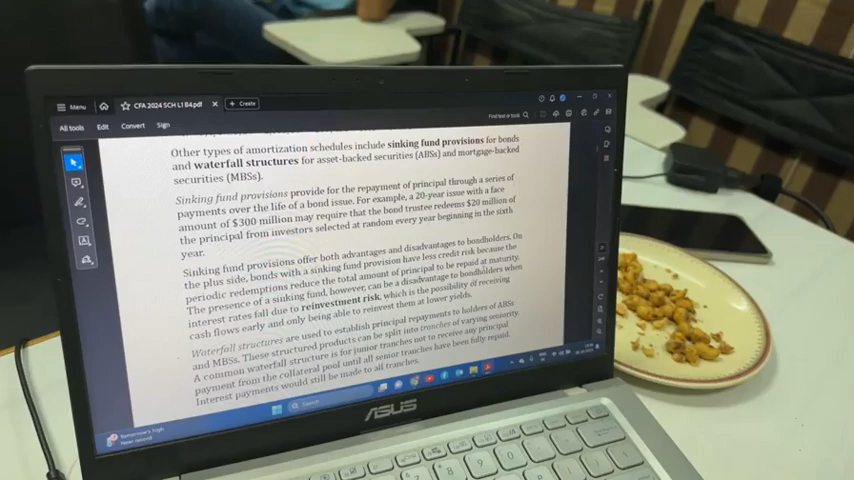 Menu
CFA 2024 SCH L1 B4.pdf
+ Create
All tools Edit Convert Sign
Find text or tools
Other types of amortization schedules include sinking fund provisions for bonds
and waterfall structures for asset-backed securities (ABSs) and mortgage-backed
securities (MBSs).
Sinking fund provisions provide for the repayment of principal through a series of
payments over the life of a bond issue. For example, a 20-year issue with a face
amount of $300 million may require that the bond trustee redeems $20 million of
the principal from investors selected at random every year beginning in the sixth
year.
Sinking fund provisions offer both advantages and disadvantages to bondholders. On
the plus side, bonds with a sinking fund provision have less credit risk because the
periodic redemptions reduce the total amount of principal to be repaid at maturity.
The presence of a sinking fund, however, can be a disadvantage to bondholders when
interest rates fall due to reinvestment risk, which is the possibility of receiving
cash flows early and only being able to reinvest them at lower yields.
Waterfall structures are used to establish principal repayments to holders of ABSs
and MBSs. These structured products can be split into tranches of varying seniority.
A common waterfall structure is for junior tranches not to receive any principal
payment from the collateral pool until all senior tranches have been fully repaid.
Interest payments would still be made to all tranches.
Tomorrow's high
Near record
Search
ASUS
7 8 9 0